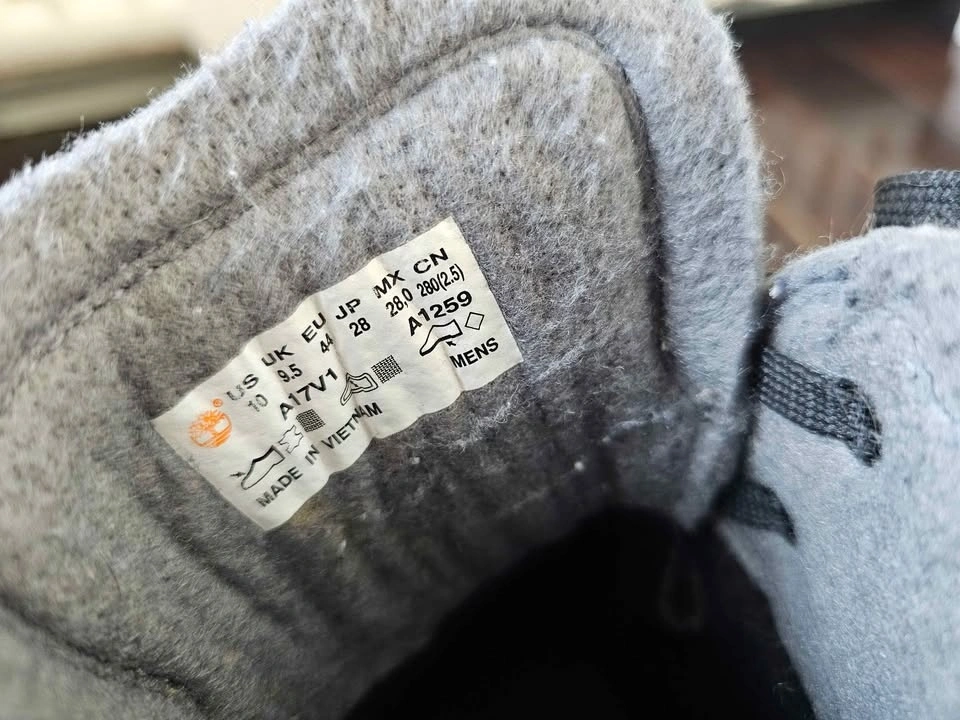 US UK EU JP MX CN
10 9.5 44 28 28,0 280(2.5)
A17V1 A1259
MENS
MADE IN VIETNAM